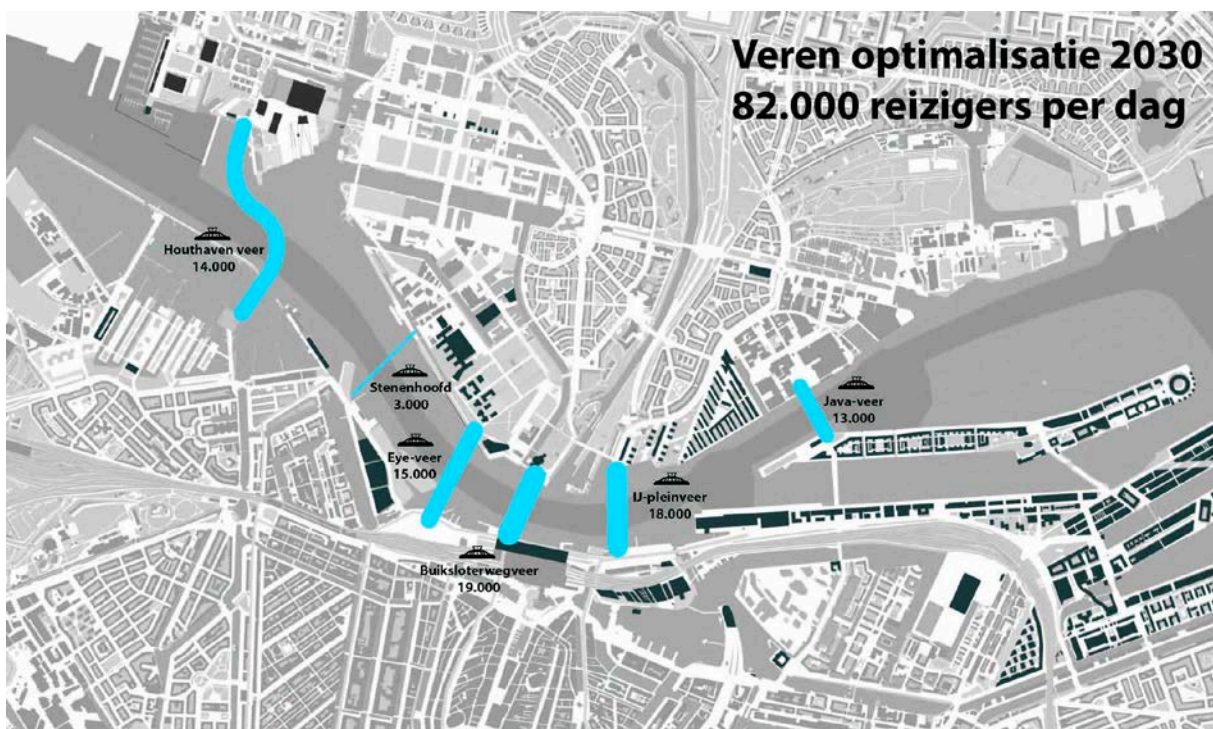 Veren optimalisatie 2030
82.000 reizigers per dag
Houthaven veer
14.000
Stenenhoofd
3.000
Java-veer
13.000
Eye-veer
15.000
IJ-pleinveer
18.000
Buiksloterwegveer
19.000